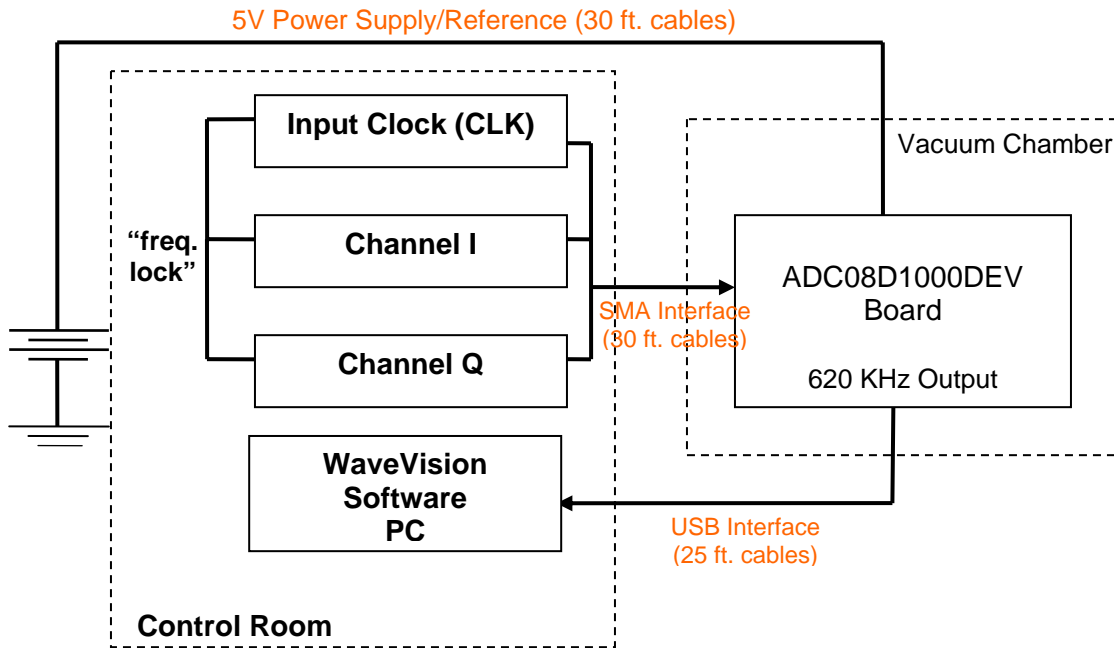 5V Power Supply/Reference (30 ft. cables)
Input Clock (CLK)
Vacuum Chamber
“freq.
lock”
Channel I
ADC08D1000DEV
Board
SMA Interface
(30 ft. cables)
Channel Q
620 KHz Output
WaveVision
Software
PC
USB Interface
(25 ft. cables)
Control Room